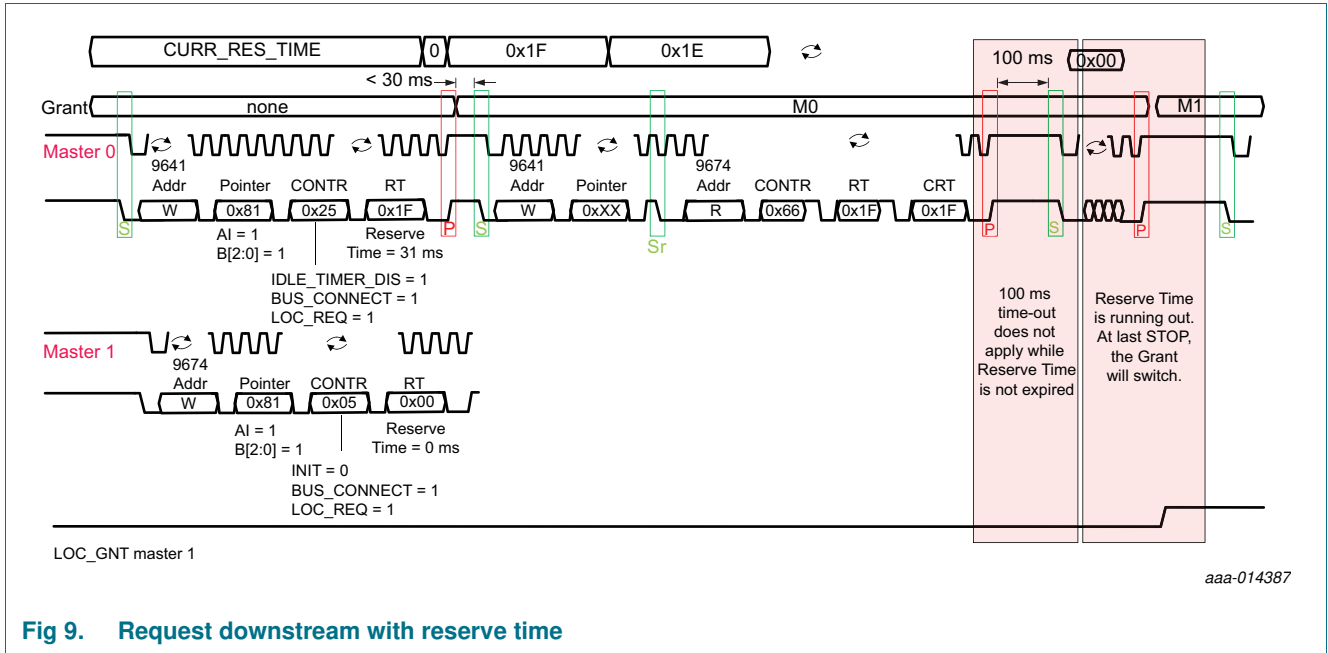 CURR_RES_TIME 0 0x1F 0x1E 100 ms 0x00
< 30 ms
Grant none M0 M1
Master 0
9641 9641 9674
Addr Pointer CONTR RT Addr Pointer Addr CONTR RT CRT
W 0x81 0x25 0x1F W 0xXX R 0x66 0x1F 0x1F
S P S Sr P S P S
AI = 1 Reserve
B[2:0] = 1 Time = 31 ms
IDLE_TIMER_DIS = 1
BUS_CONNECT = 1
LOC_REQ = 1
100 ms
time-out
does not
apply while
Reserve Time
is not expired
Reserve Time
is running out.
At last STOP,
the Grant
will switch.
Master 1
9674
Addr Pointer CONTR RT
W 0x81 0x05 0x00
AI = 1 Reserve
B[2:0] = 1 Time = 0 ms
INIT = 0
BUS_CONNECT = 1
LOC_REQ = 1
LOC_GNT master 1
aaa-014387
Fig 9. Request downstream with reserve time